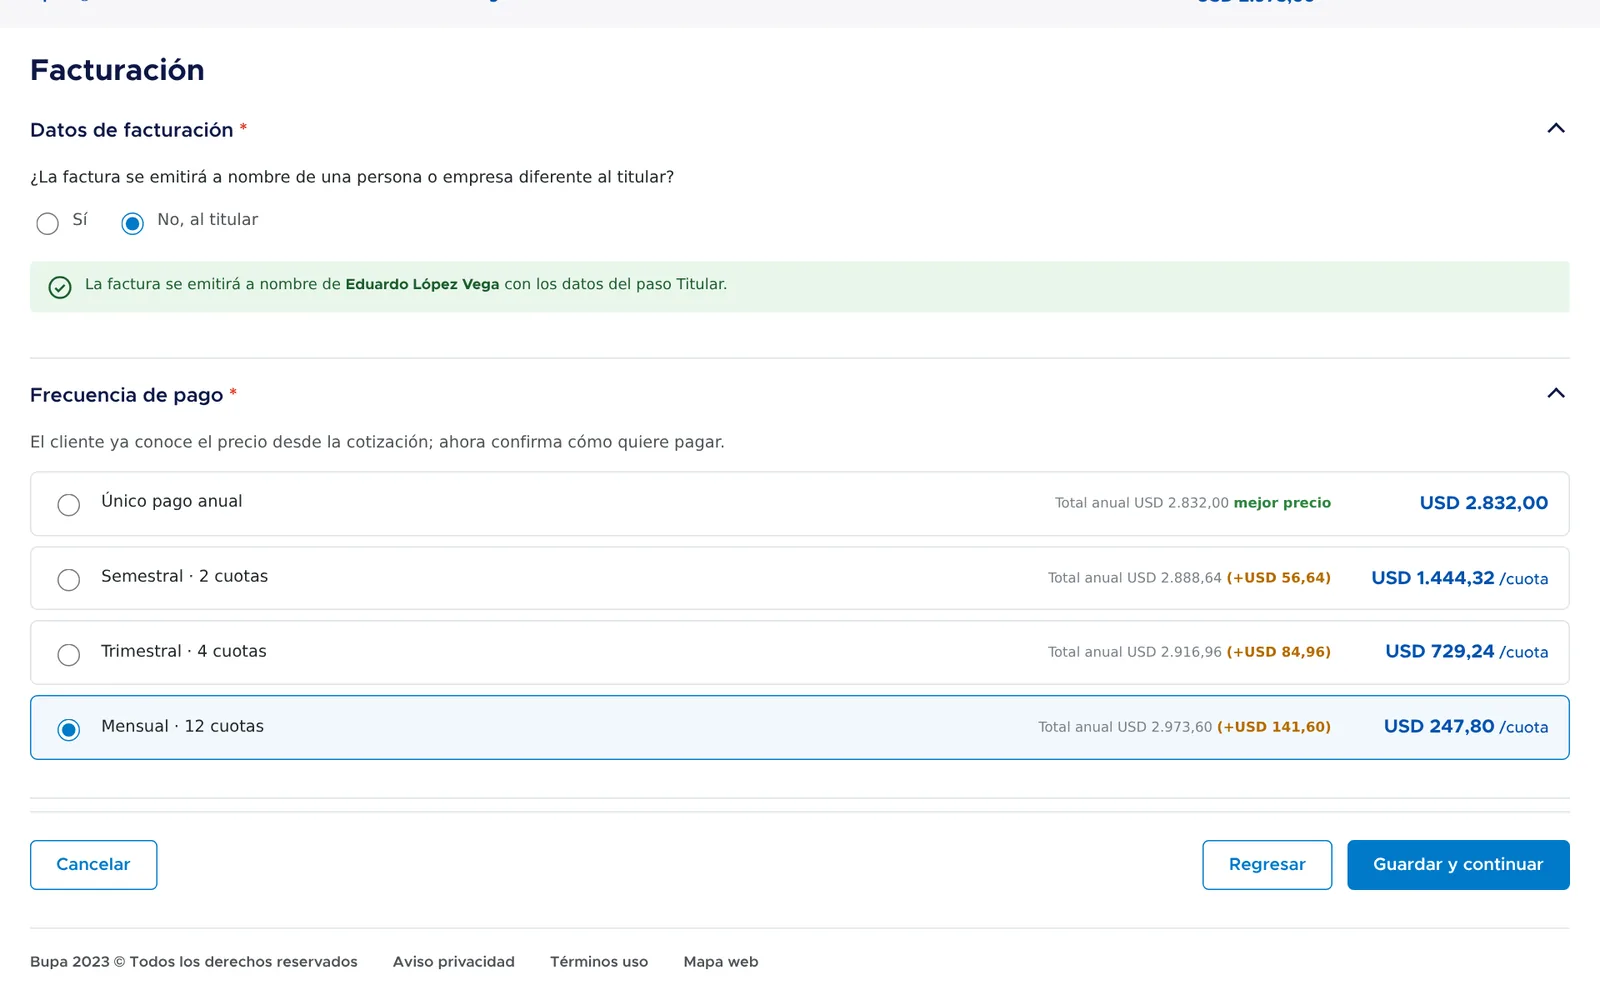 Facturación
Datos de facturación *
¿La factura se emitirá a nombre de una persona o empresa diferente al titular?
Sí
No, al titular
La factura se emitirá a nombre de Eduardo López Vega con los datos del paso Titular.
Frecuencia de pago *
El cliente ya conoce el precio desde la cotización; ahora confirma cómo quiere pagar.
Único pago anual Total anual USD 2.832,00 mejor precio USD 2.832,00
Semestral · 2 cuotas Total anual USD 2.888,64 (+USD 56,64) USD 1.444,32 /cuota
Trimestral · 4 cuotas Total anual USD 2.916,96 (+USD 84,96) USD 729,24 /cuota
Mensual · 12 cuotas Total anual USD 2.973,60 (+USD 141,60) USD 247,80 /cuota
Cancelar Regresar Guardar y continuar
Bupa 2023 © Todos los derechos reservados Aviso privacidad Términos uso Mapa web